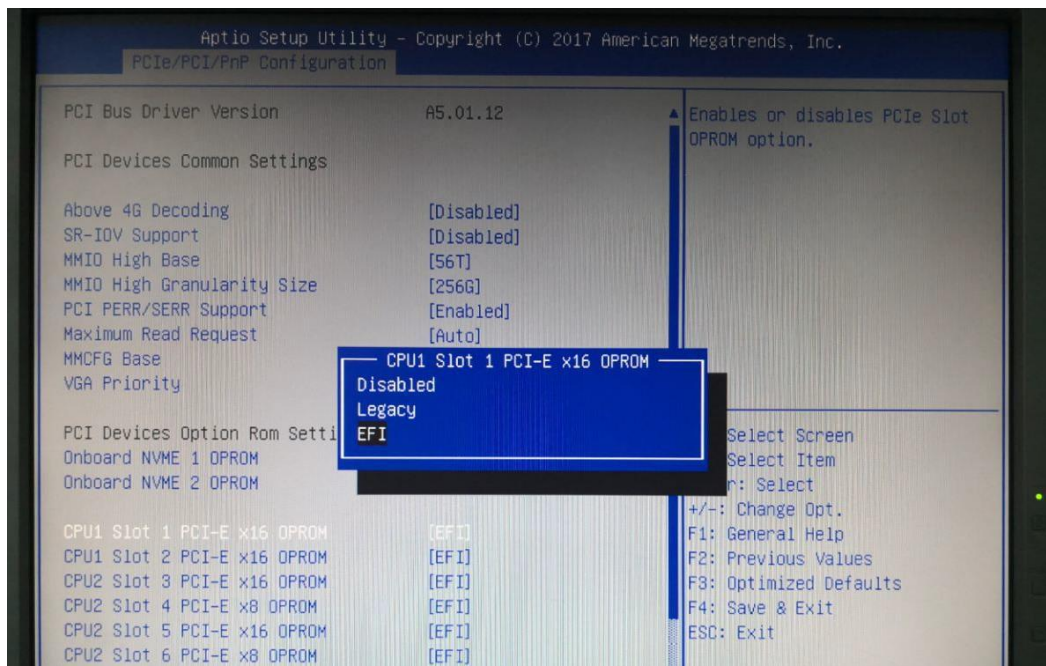 Aptio Setup Utility - Copyright (C) 2017 American Megatrends, Inc.
PCIe/PCI/PnP Configuration
PCI Bus Driver Version A5.01.12
PCI Devices Common Settings
Above 4G Decoding [Disabled]
SR-IOV Support [Disabled]
MMIO High Base [56T]
MMIO High Granularity Size [256G]
PCI PERR/SERR Support [Enabled]
Maximum Read Request [Auto]
MMCFG Base
VGA Priority
PCI Devices Option Rom Setti
Onboard NVME 1 OPROM
Onboard NVME 2 OPROM
CPU1 Slot 1 PCI-E x16 OPROM [EFI]
CPU1 Slot 2 PCI-E x16 OPROM [EFI]
CPU2 Slot 3 PCI-E x16 OPROM [EFI]
CPU2 Slot 4 PCI-E x8 OPROM [EFI]
CPU2 Slot 5 PCI-E x16 OPROM [EFI]
CPU2 Slot 6 PCI-E x8 OPROM [EFI]
CPU1 Slot 1 PCI-E x16 OPROM
Disabled
Legacy
EFI
Enables or disables PCIe Slot
OPROM option.
Select Screen
Select Item
r: Select
+/-: Change Opt.
F1: General Help
F2: Previous Values
F3: Optimized Defaults
F4: Save & Exit
ESC: Exit